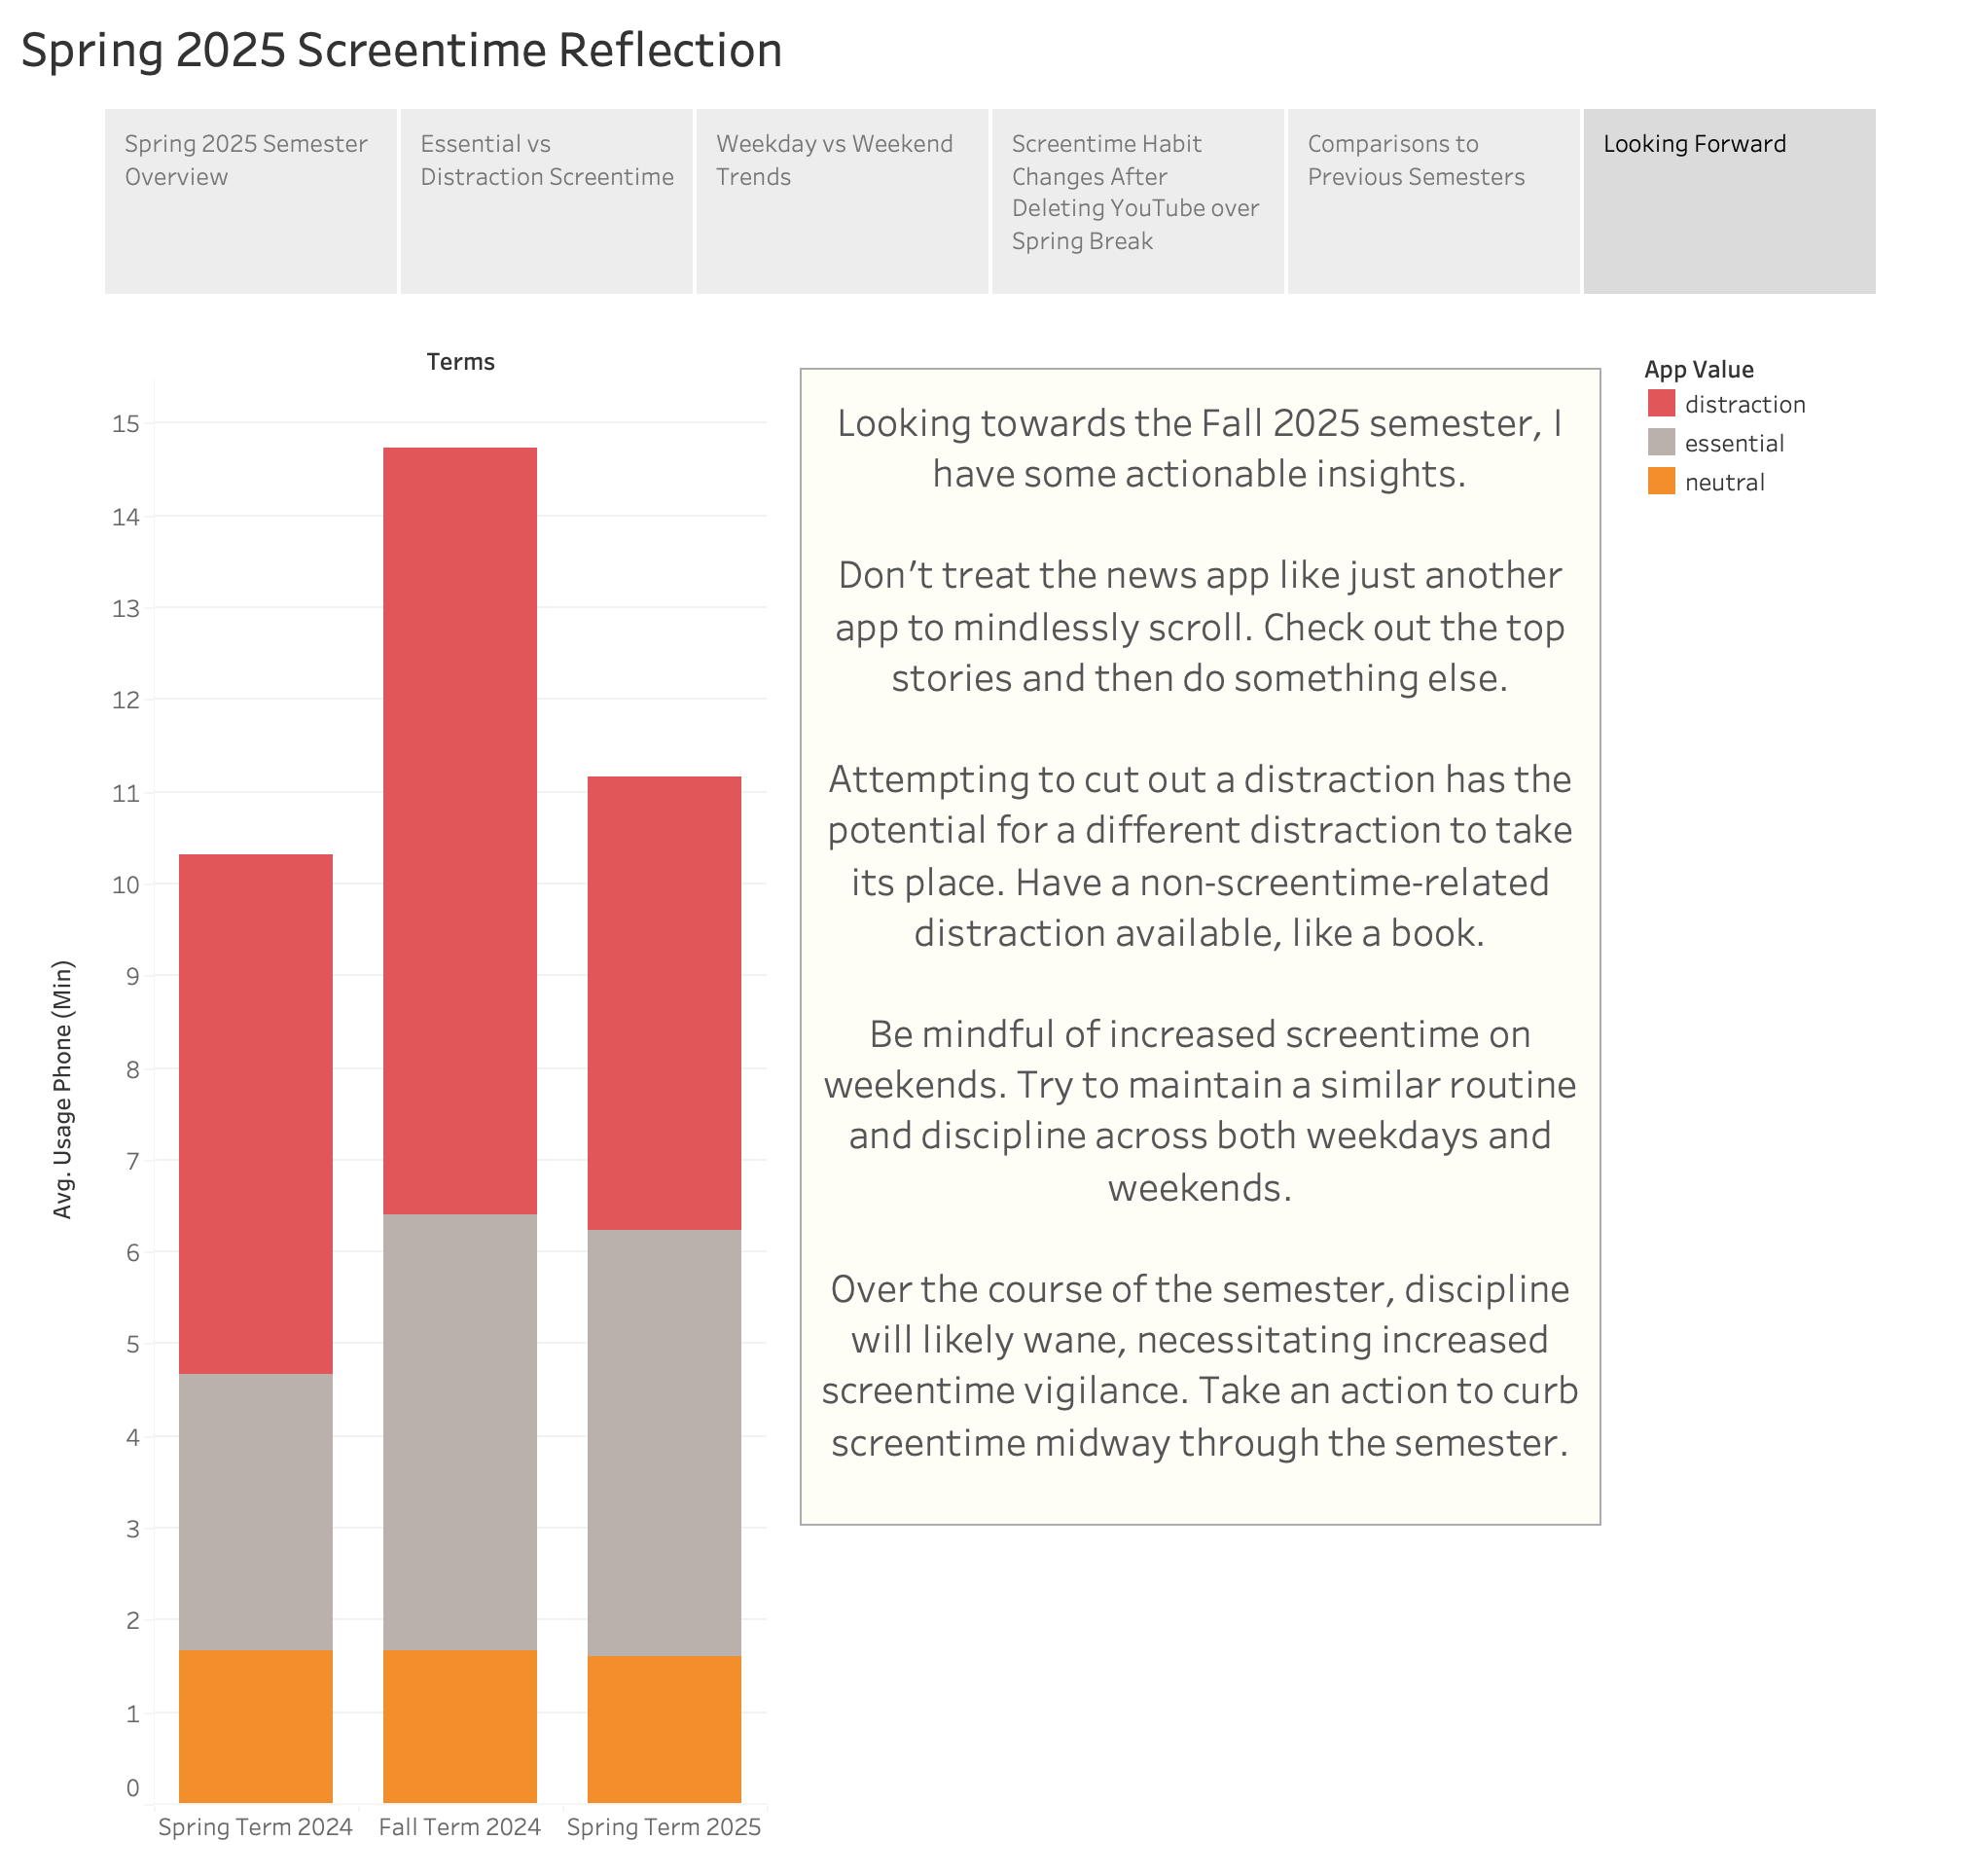 Spring 2025 Screentime Reflection
Spring 2025 Semester
Overview
Essential vs
Distraction Screentime
Weekday vs Weekend
Trends
Screentime Habit
Changes After
Deleting YouTube over
Spring Break
Comparisons to
Previous Semesters
Looking Forward
Terms
15
14
13
12
11
10
9
8
7
6
5
4
3
2
1
0
Avg. Usage Phone (Min)
Spring Term 2024
Fall Term 2024
Spring Term 2025
Looking towards the Fall 2025 semester, I
have some actionable insights.
Don’t treat the news app like just another
app to mindlessly scroll. Check out the top
stories and then do something else.
Attempting to cut out a distraction has the
potential for a different distraction to take
its place. Have a non-screentime-related
distraction available, like a book.
Be mindful of increased screentime on
weekends. Try to maintain a similar routine
and discipline across both weekdays and
weekends.
Over the course of the semester, discipline
will likely wane, necessitating increased
screentime vigilance. Take an action to curb
screentime midway through the semester.
App Value
distraction
essential
neutral